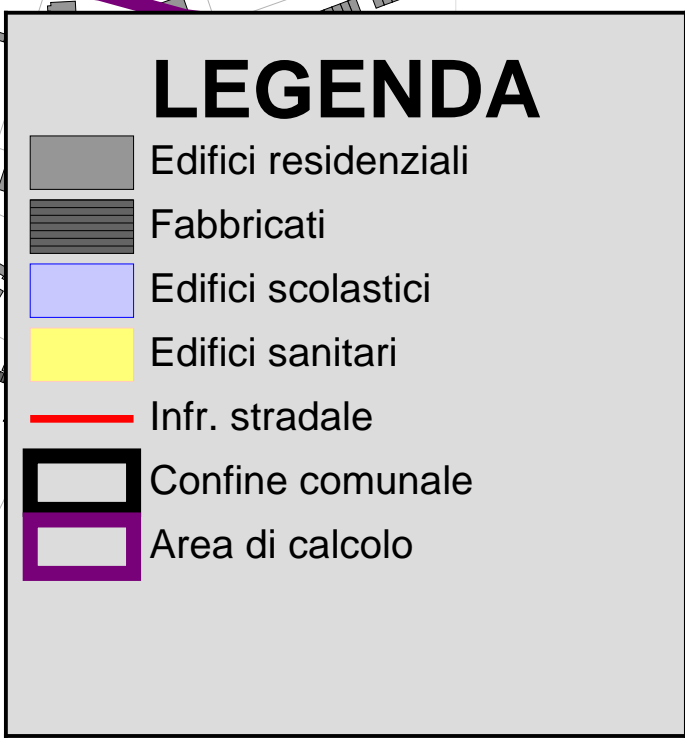 LEGENDA
Edifici residenziali
Fabbricati
Edifici scolastici
Edifici sanitari
Infr. stradale
Confine comunale
Area di calcolo